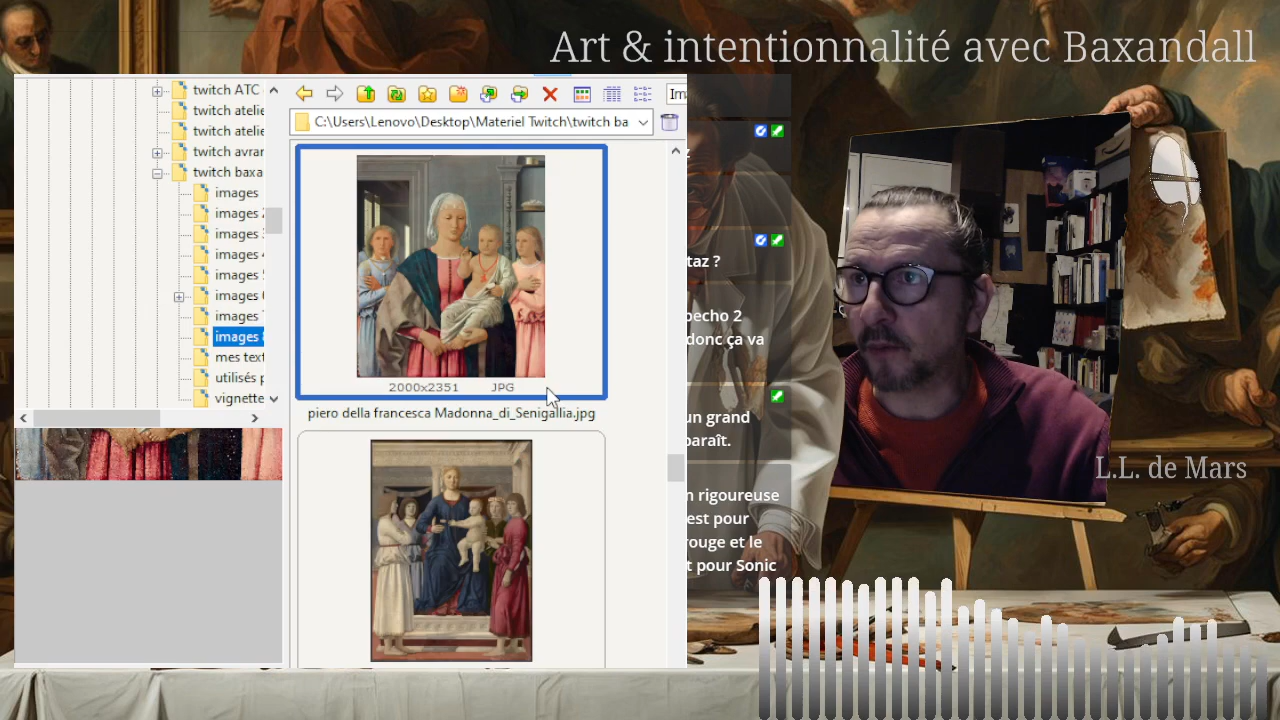 Art & intentionnalité avec Baxandall
twitch ATC
twitch atelie
twitch atelie
twitch avrar
twitch baxa
images
images
images
images
images
images
images
images
mes text
utilisés p
vignette
Im
C:\Users\Lenovo\Desktop\Materiel Twitch\twitch ba
2000x2351 JPG
piero della francesca Madonna_di_Senigallia.jpg
z
taz ?
pecho 2
donc ça va
un grand
paraît.
n rigoureuse
est pour
rouge et le
t pour Sonic
L.L. de Mars